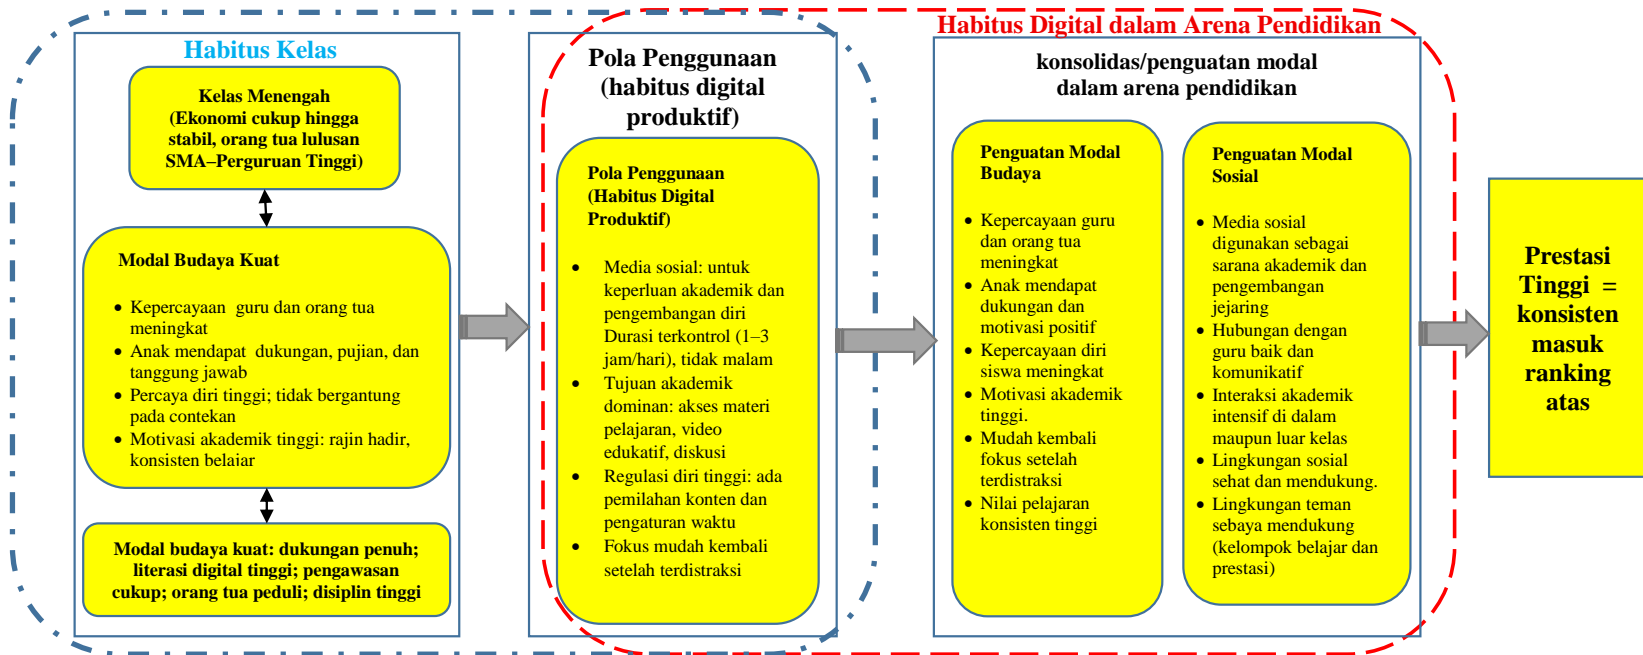 Habitus Kelas
Kelas Menengah
(Ekonomi cukup hingga
stabil, orang tua lulusan
SMA–Perguruan Tinggi)
Modal Budaya Kuat
• Kepercayaan guru dan orang tua
meningkat
• Anak mendapat dukungan, pujian, dan
tanggung jawab
• Percaya diri tinggi; tidak bergantung
pada contekan
• Motivasi akademik tinggi: rajin hadir,
konsisten belaiar
Modal budaya kuat: dukungan penuh;
literasi digital tinggi; pengawasan
cukup; orang tua peduli; disiplin tinggi
Pola Penggunaan
(habitus digital
produktif)
Pola Penggunaan
(Habitus Digital
Produktif)
• Media sosial: untuk
keperluan akademik dan
pengembangan diri
Durasi terkontrol (1–3
jam/hari), tidak malam
• Tujuan akademik
dominan: akses materi
pelajaran, video
edukatif, diskusi
• Regulasi diri tinggi: ada
pemilahan konten dan
pengaturan waktu
• Fokus mudah kembali
setelah terdistraksi
Habitus Digital dalam Arena Pendidikan
konsolidas/penguatan modal
dalam arena pendidikan
Penguatan Modal
Budaya
• Kepercayaan guru
dan orang tua
meningkat
• Anak mendapat
dukungan dan
motivasi positif
• Kepercayaan diri
siswa meningkat
• Motivasi akademik
tinggi.
• Mudah kembali
fokus setelah
terdistraksi
• Nilai pelajaran
konsisten tinggi
Penguatan Modal
Sosial
• Media sosial
digunakan sebagai
sarana akademik dan
pengembangan
jejaring
• Hubungan dengan
guru baik dan
komunikatif
• Interaksi akademik
intensif di dalam
maupun luar kelas
• Lingkungan sosial
sehat dan mendukung.
• Lingkungan teman
sebaya mendukung
(kelompok belajar dan
prestasi)
Prestasi
Tinggi =
konsisten
masuk
ranking
atas